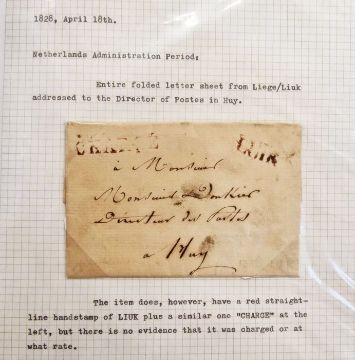 1828, April 18th.
Netherlands Administration Period:
Entire folded letter sheet from Liege/Liuk
addressed to the Director of Postes in Huy.
CHARGE LUIK
à Monsieur
Monsieur Donkier
Directeur des Postes
a Huy
The item does, however, have a red straight-
line handstamp of LIUK plus a similar one "CHARGE" at the
left, but there is no evidence that it was charged or at
what rate.